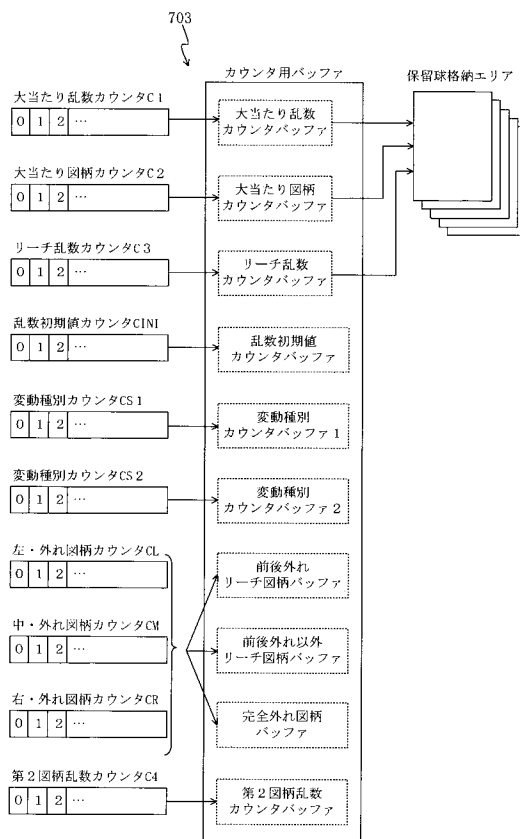 703
カウンタ用バッファ
保留球格納エリア
大当たり乱数カウンタC1
0 1 2 …
大当たり乱数
カウンタバッファ
大当たり図柄カウンタC2
0 1 2 …
大当たり図柄
カウンタバッファ
リーチ乱数カウンタC3
0 1 2 …
リーチ乱数
カウンタバッファ
乱数初期値カウンタCINI
0 1 2 …
乱数初期値
カウンタバッファ
変動種別カウンタCS1
0 1 2 …
変動種別
カウンタバッファ1
変動種別カウンタCS2
0 1 2 …
変動種別
カウンタバッファ2
左・外れ図柄カウンタCL
0 1 2 …
前後外れ
リーチ図柄バッファ
中・外れ図柄カウンタCM
0 1 2 …
前後外れ以外
リーチ図柄バッファ
右・外れ図柄カウンタCR
0 1 2 …
完全外れ図柄
バッファ
第2図柄乱数カウンタC4
0 1 2 …
第2図柄乱数
カウンタバッファ